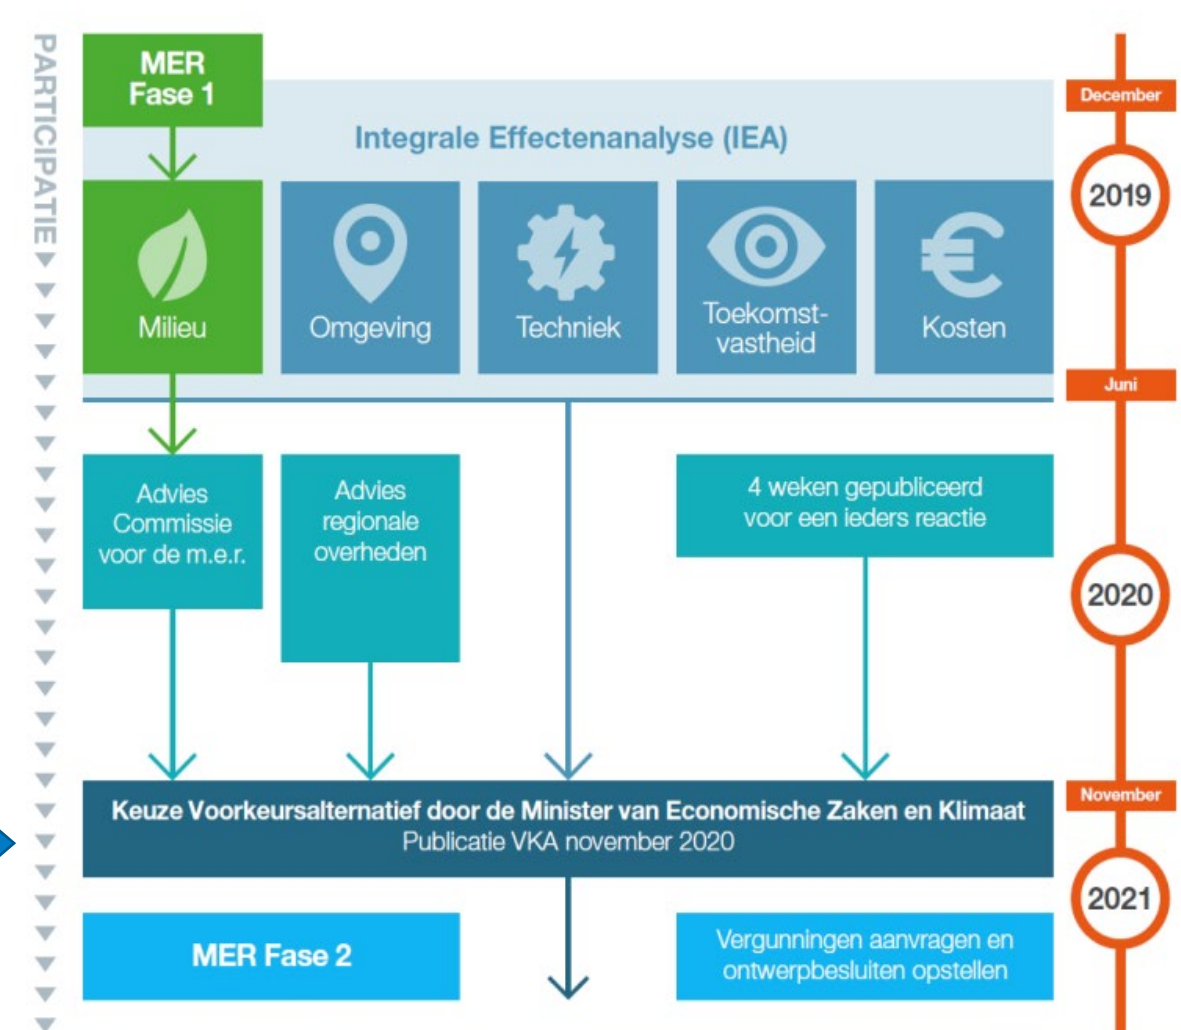 PARTICIPATIE
MER
Fase 1
Integrale Effectenanalyse (IEA)
Milieu
Omgeving
Techniek
Toekomst-
vastheid
Kosten
December
2019
Juni
Advies
Commissie
voor de m.e.r.
Advies
regionale
overheden
4 weken gepubliceerd
voor een ieders reactie
2020
Keuze Voorkeursalternatief door de Minister van Economische Zaken en Klimaat
Publicatie VKA november 2020
November
2021
MER Fase 2
Vergunningen aanvragen en
ontwerpbesluiten opstellen